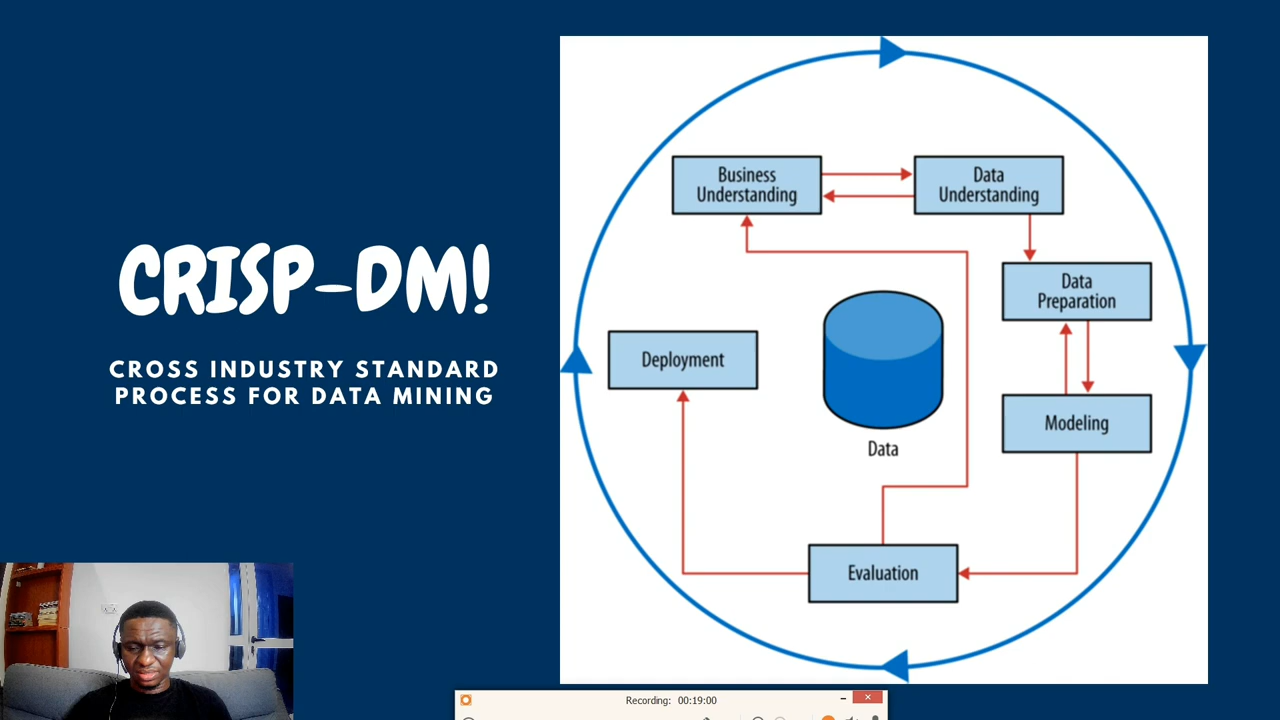 CRISP-DM!
CROSS INDUSTRY STANDARD
PROCESS FOR DATA MINING
Business
Understanding
Data
Understanding
Data
Preparation
Modeling
Evaluation
Deployment
Data
Recording: 00:19:00